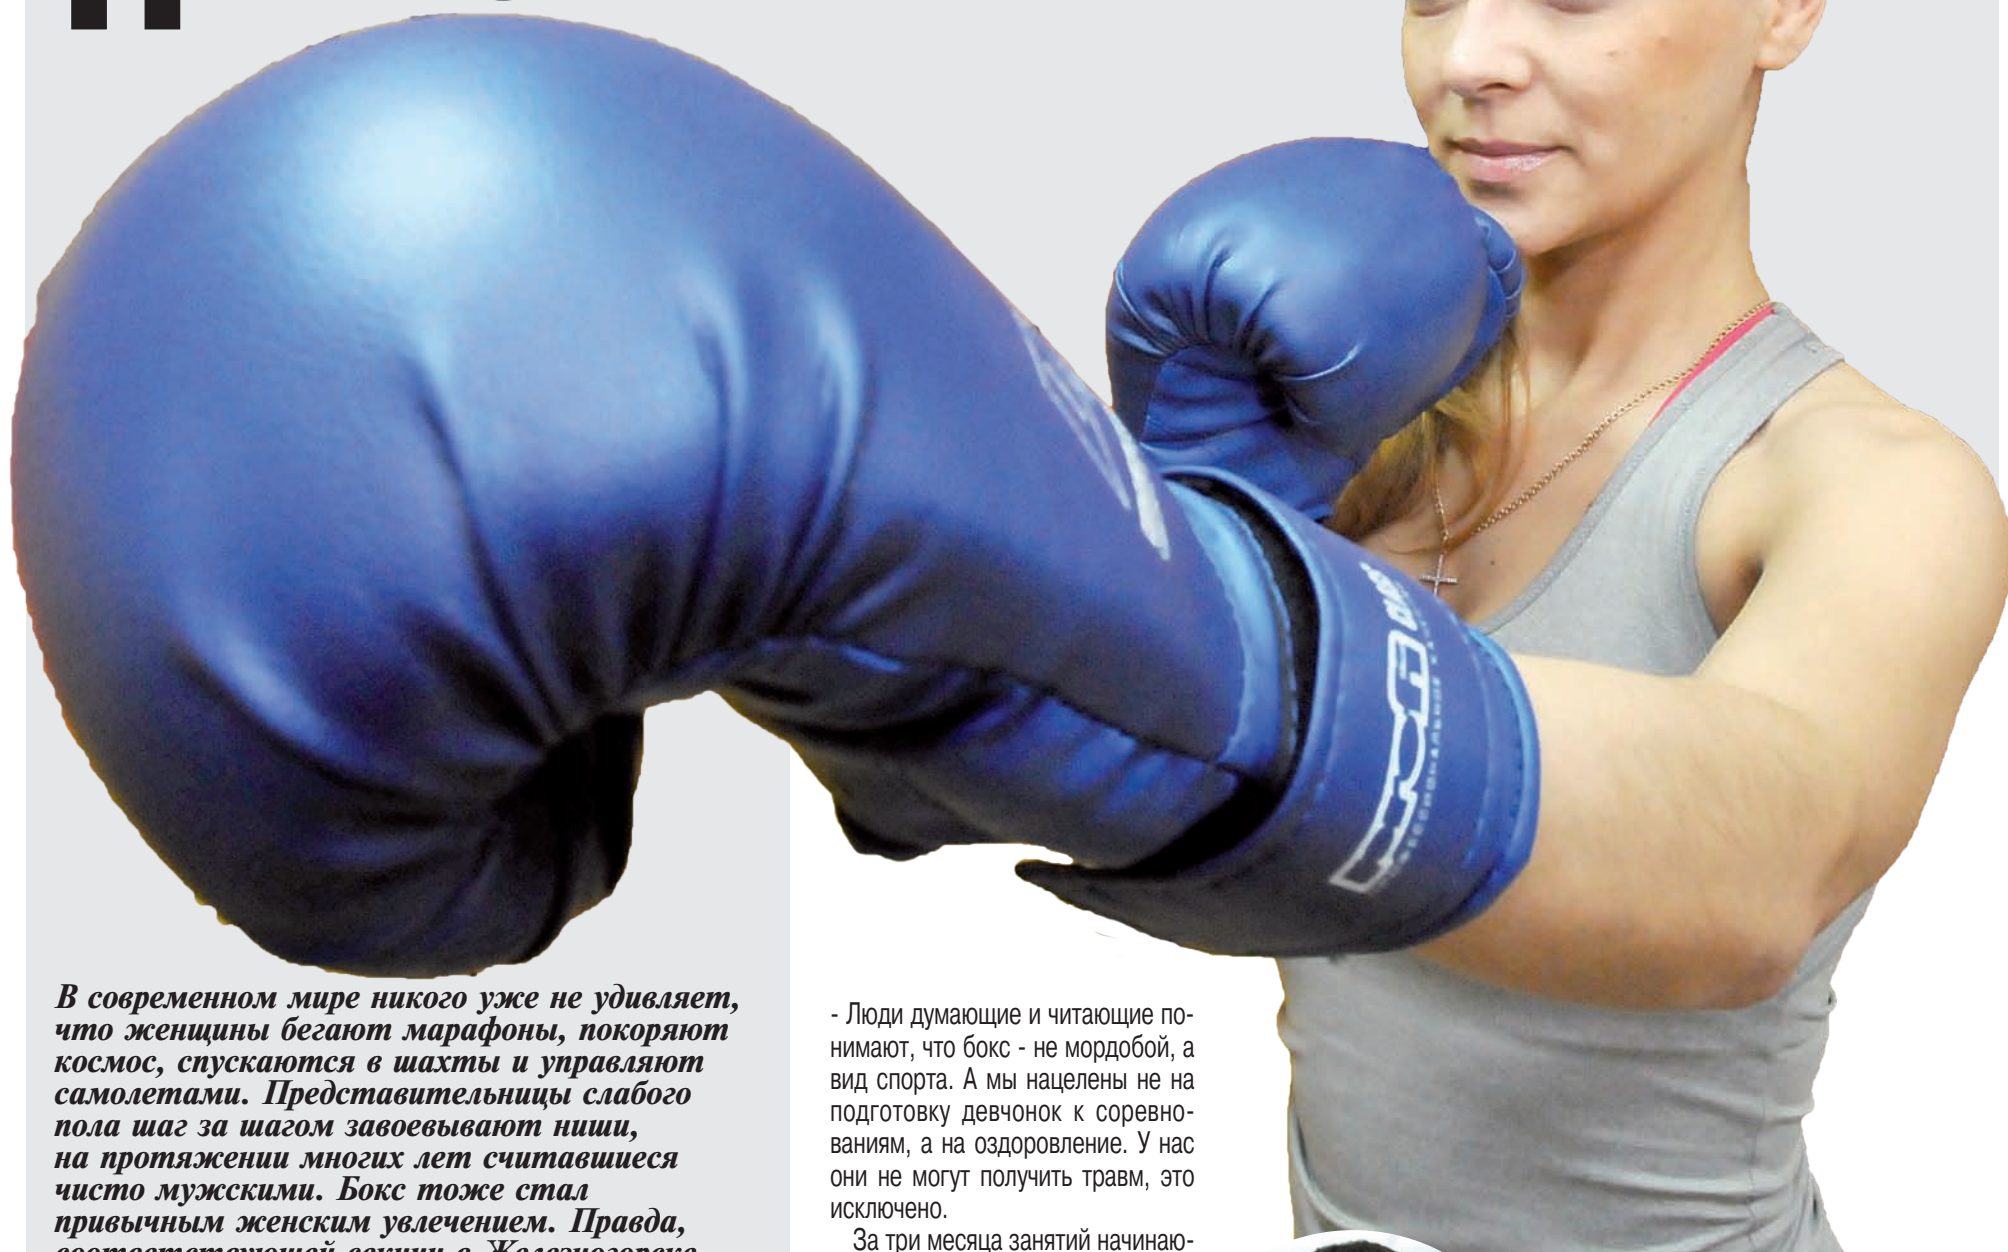 В современном мире никого уже не удивляет,
что женщины бегают марафоны, покоряют
космос, спускаются в шахты и управляют
самолетами. Представительницы слабого
пола шаг за шагом завоевывают ниши,
на протяжении многих лет считавшиеся
чисто мужскими. Бокс тоже стал
привычным женским увлечением. Правда,
соответствующей секции в Железногорске
- Люди думающие и читающие по-
нимают, что бокс - не мордобой, а
вид спорта. А мы нацелены не на
подготовку девчонок к соревно-
ваниям, а на оздоровление. У нас
они не могут получить травм, это
исключено.
За три месяца занятий начинаю-